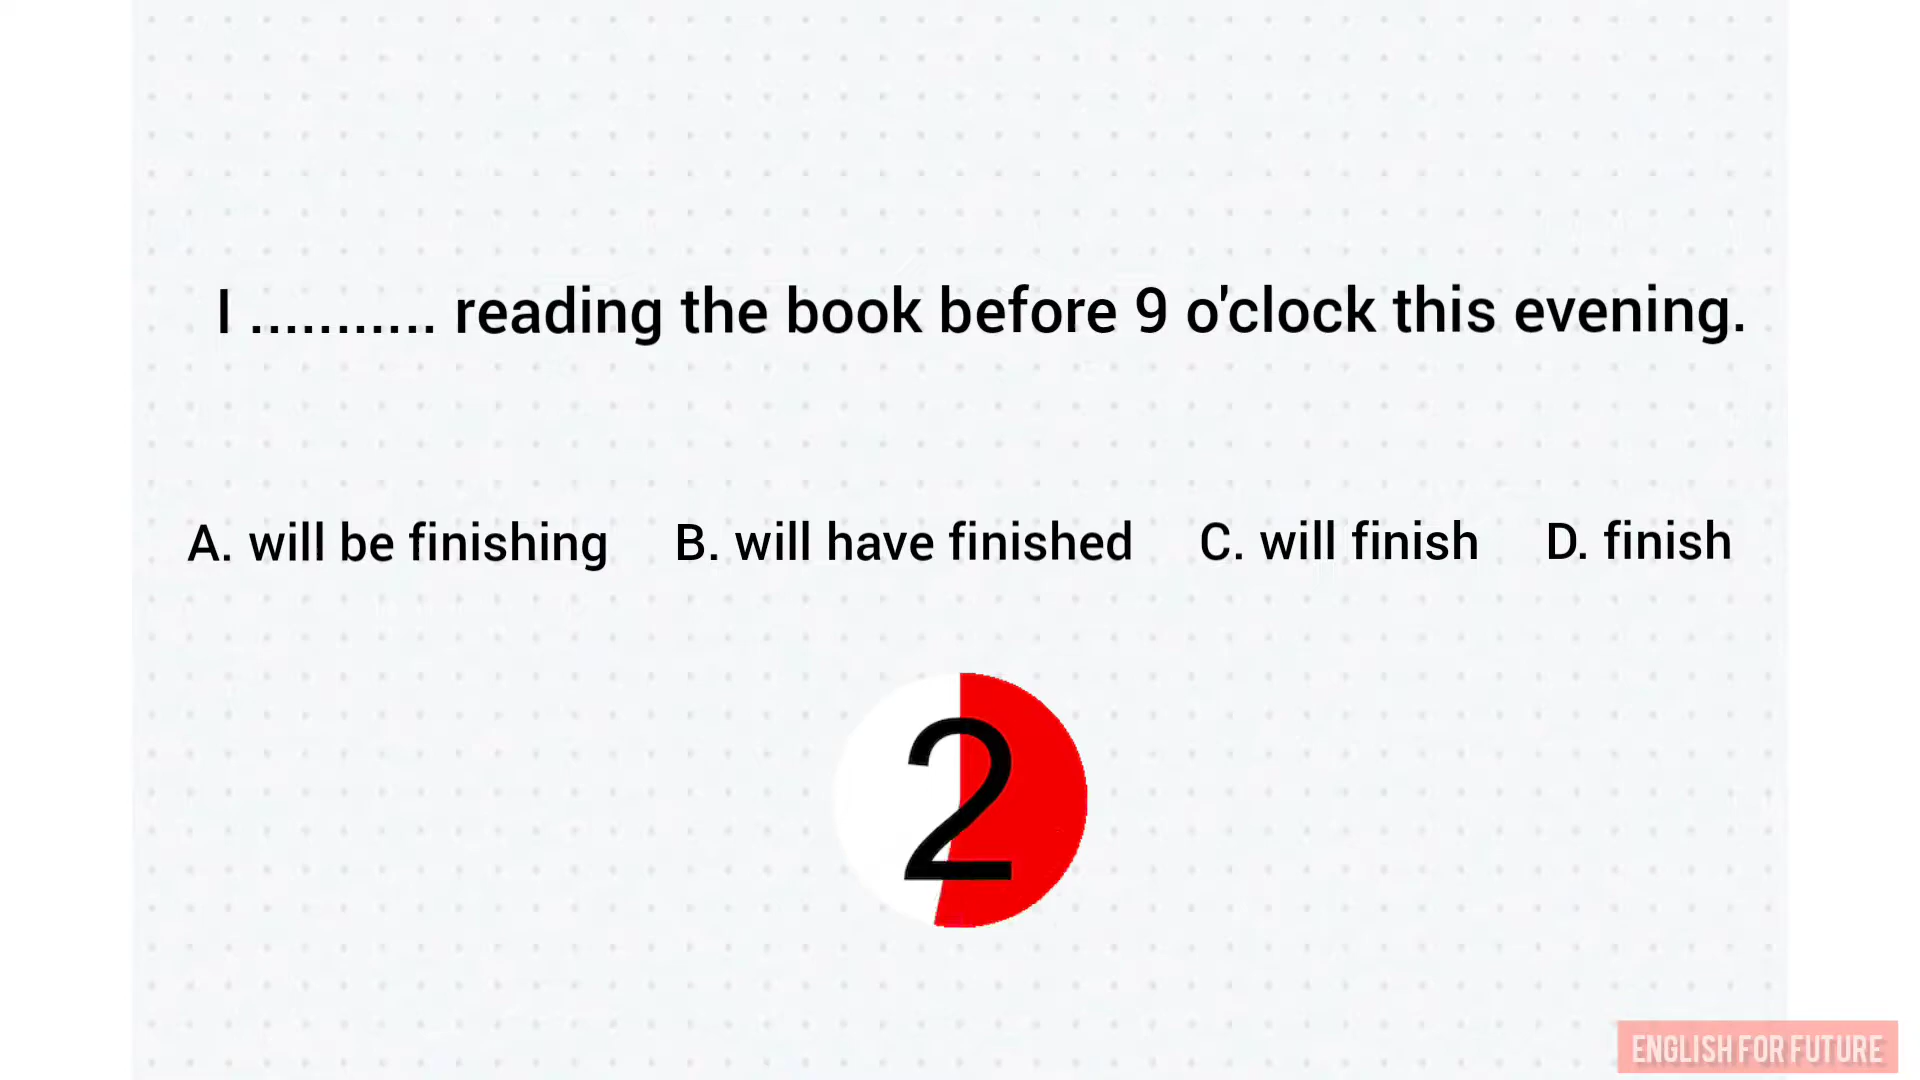 I ........... reading the book before 9 o'clock this evening.
A. will be finishing B. will have finished C. will finish D. finish
2
ENGLISH FOR FUTURE